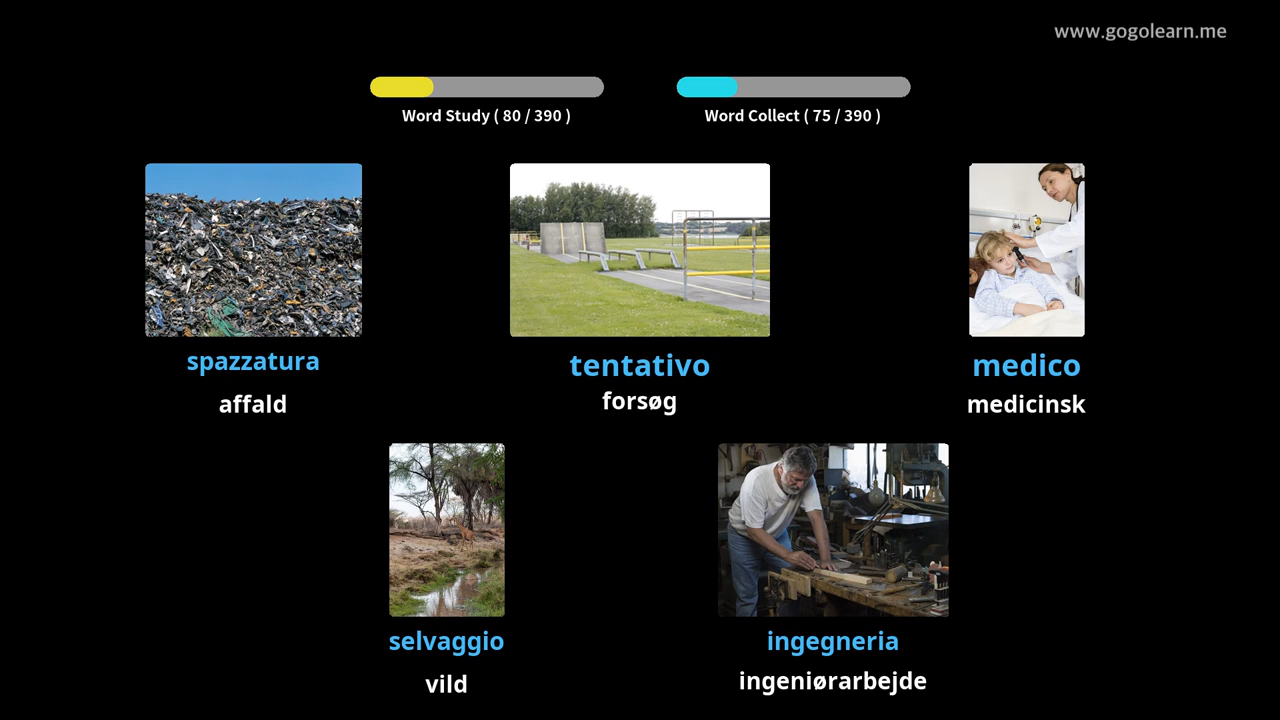 www.gogolearn.me
Word Study ( 80 / 390 )
Word Collect ( 75 / 390 )
spazzatura
affald
tentativo
forsøg
medico
medicinsk
selvaggio
vild
ingegneria
ingeniørarbejde